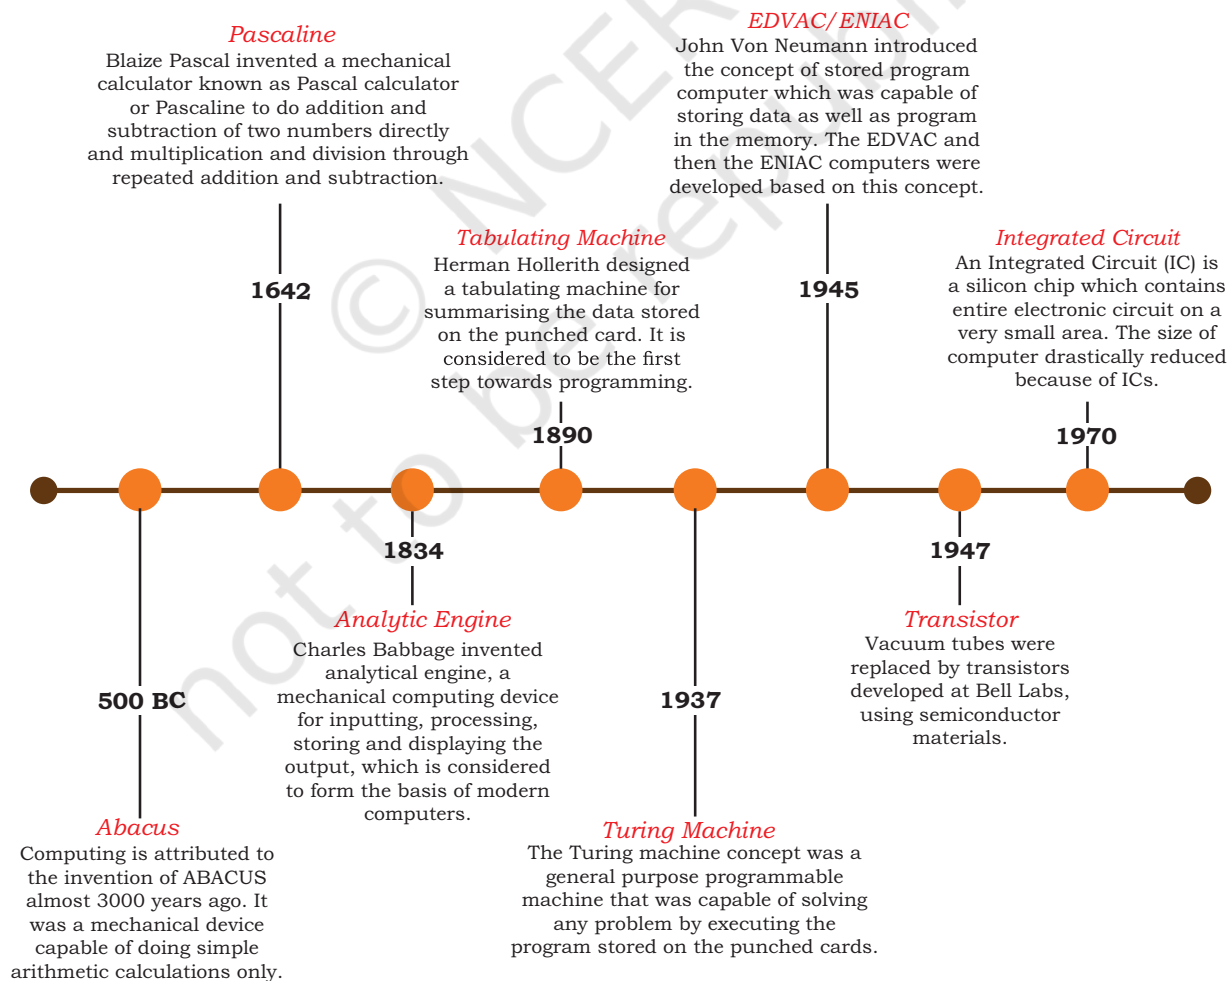 Pascaline
Blaize Pascal invented a mechanical
calculator known as Pascal calculator
or Pascaline to do addition and
subtraction of two numbers directly
and multiplication and division through
repeated addition and subtraction.
1642
EDVAC/ENIAC
John Von Neumann introduced
the concept of stored program
computer which was capable of
storing data as well as program
in the memory. The EDVAC and
then the ENIAC computers were
developed based on this concept.
1945
Tabulating Machine
Herman Hollerith designed
a tabulating machine for
summarising the data stored
on the punched card. It is
considered to be the first
step towards programming.
1890
Integrated Circuit
An Integrated Circuit (IC) is
a silicon chip which contains
entire electronic circuit on a
very small area. The size of
computer drastically reduced
because of ICs.
1970
500 BC
Abacus
Computing is attributed to
the invention of ABACUS
almost 3000 years ago. It
was a mechanical device
capable of doing simple
arithmetic calculations only.
1834
Analytic Engine
Charles Babbage invented
analytical engine, a
mechanical computing device
for inputting, processing,
storing and displaying the
output, which is considered
to form the basis of modern
computers.
1937
Turing Machine
The Turing machine concept was a
general purpose programmable
machine that was capable of solving
any problem by executing the
program stored on the punched cards.
1947
Transistor
Vacuum tubes were
replaced by transistors
developed at Bell Labs,
using semiconductor
materials.
© NCER
not to be republi